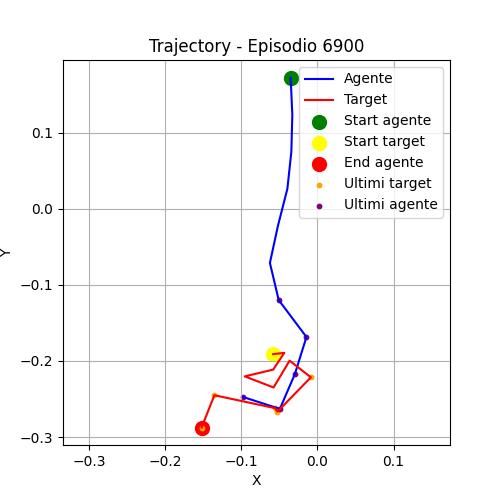 Trajectory - Episodio 6900
Agente
Target
Start agente
Start target
End agente
Ultimi target
Ultimi agente
Y
0.1
0.0
−0.1
−0.2
−0.3
−0.3
−0.2
−0.1
0.0
0.1
X